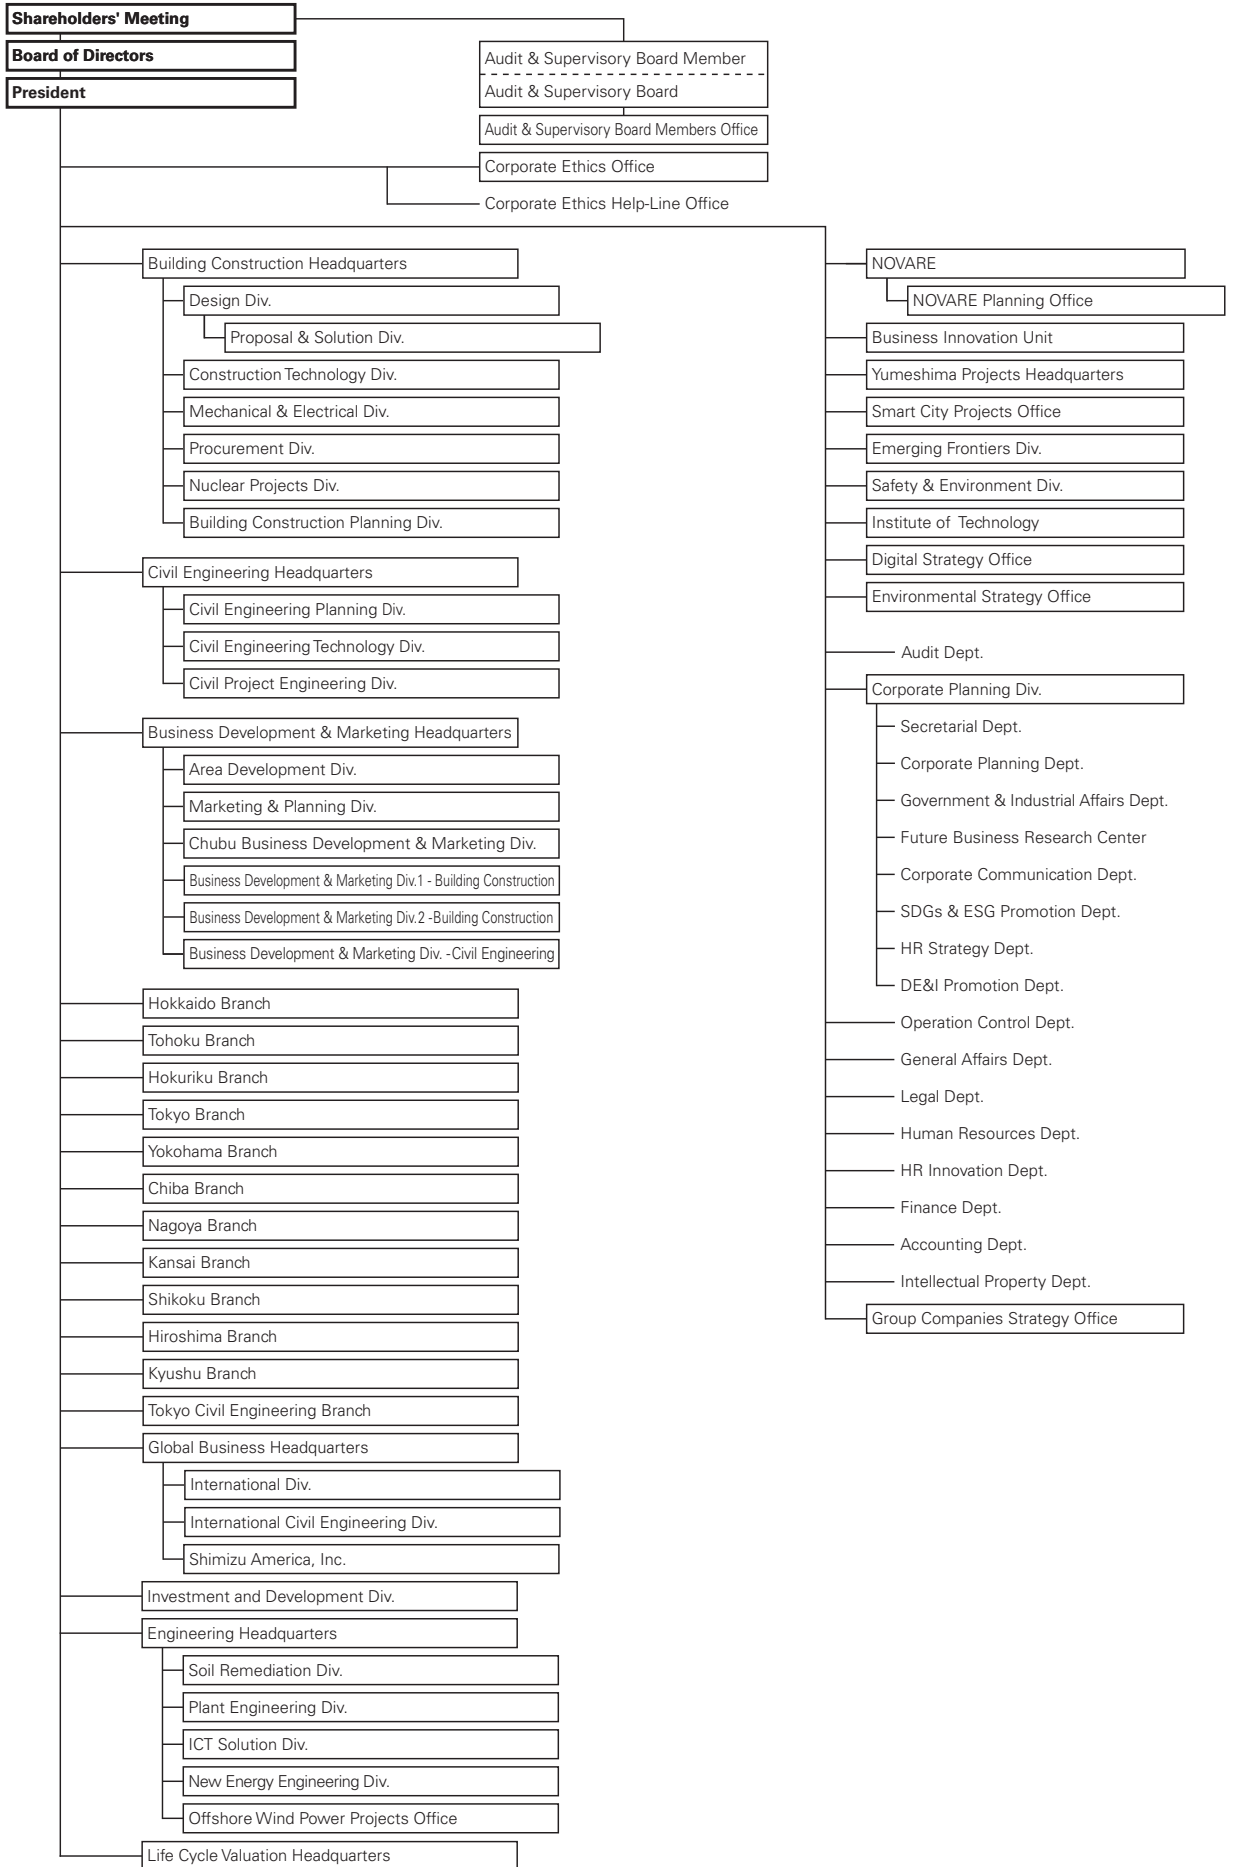 Shareholders' Meeting
Board of Directors
President
Audit & Supervisory Board Member
Audit & Supervisory Board
Audit & Supervisory Board Members Office
Corporate Ethics Office
Corporate Ethics Help-Line Office
Building Construction Headquarters
Design Div.
Proposal & Solution Div.
Construction Technology Div.
Mechanical & Electrical Div.
Procurement Div.
Nuclear Projects Div.
Building Construction Planning Div.
Civil Engineering Headquarters
Civil Engineering Planning Div.
Civil Engineering Technology Div.
Civil Project Engineering Div.
Business Development & Marketing Headquarters
Area Development Div.
Marketing & Planning Div.
Chubu Business Development & Marketing Div.
Business Development & Marketing Div.1 - Building Construction
Business Development & Marketing Div.2 -Building Construction
Business Development & Marketing Div. -Civil Engineering
Hokkaido Branch
Tohoku Branch
Hokuriku Branch
Tokyo Branch
Yokohama Branch
Chiba Branch
Nagoya Branch
Kansai Branch
Shikoku Branch
Hiroshima Branch
Kyushu Branch
Tokyo Civil Engineering Branch
Global Business Headquarters
International Div.
International Civil Engineering Div.
Shimizu America, Inc.
Investment and Development Div.
Engineering Headquarters
Soil Remediation Div.
Plant Engineering Div.
ICT Solution Div.
New Energy Engineering Div.
Offshore Wind Power Projects Office
Life Cycle Valuation Headquarters
NOVARE
NOVARE Planning Office
Business Innovation Unit
Yumeshima Projects Headquarters
Smart City Projects Office
Emerging Frontiers Div.
Safety & Environment Div.
Institute of Technology
Digital Strategy Office
Environmental Strategy Office
Audit Dept.
Corporate Planning Div.
Secretarial Dept.
Corporate Planning Dept.
Government & Industrial Affairs Dept.
Future Business Research Center
Corporate Communication Dept.
SDGs & ESG Promotion Dept.
HR Strategy Dept.
DE&I Promotion Dept.
Operation Control Dept.
General Affairs Dept.
Legal Dept.
Human Resources Dept.
HR Innovation Dept.
Finance Dept.
Accounting Dept.
Intellectual Property Dept.
Group Companies Strategy Office